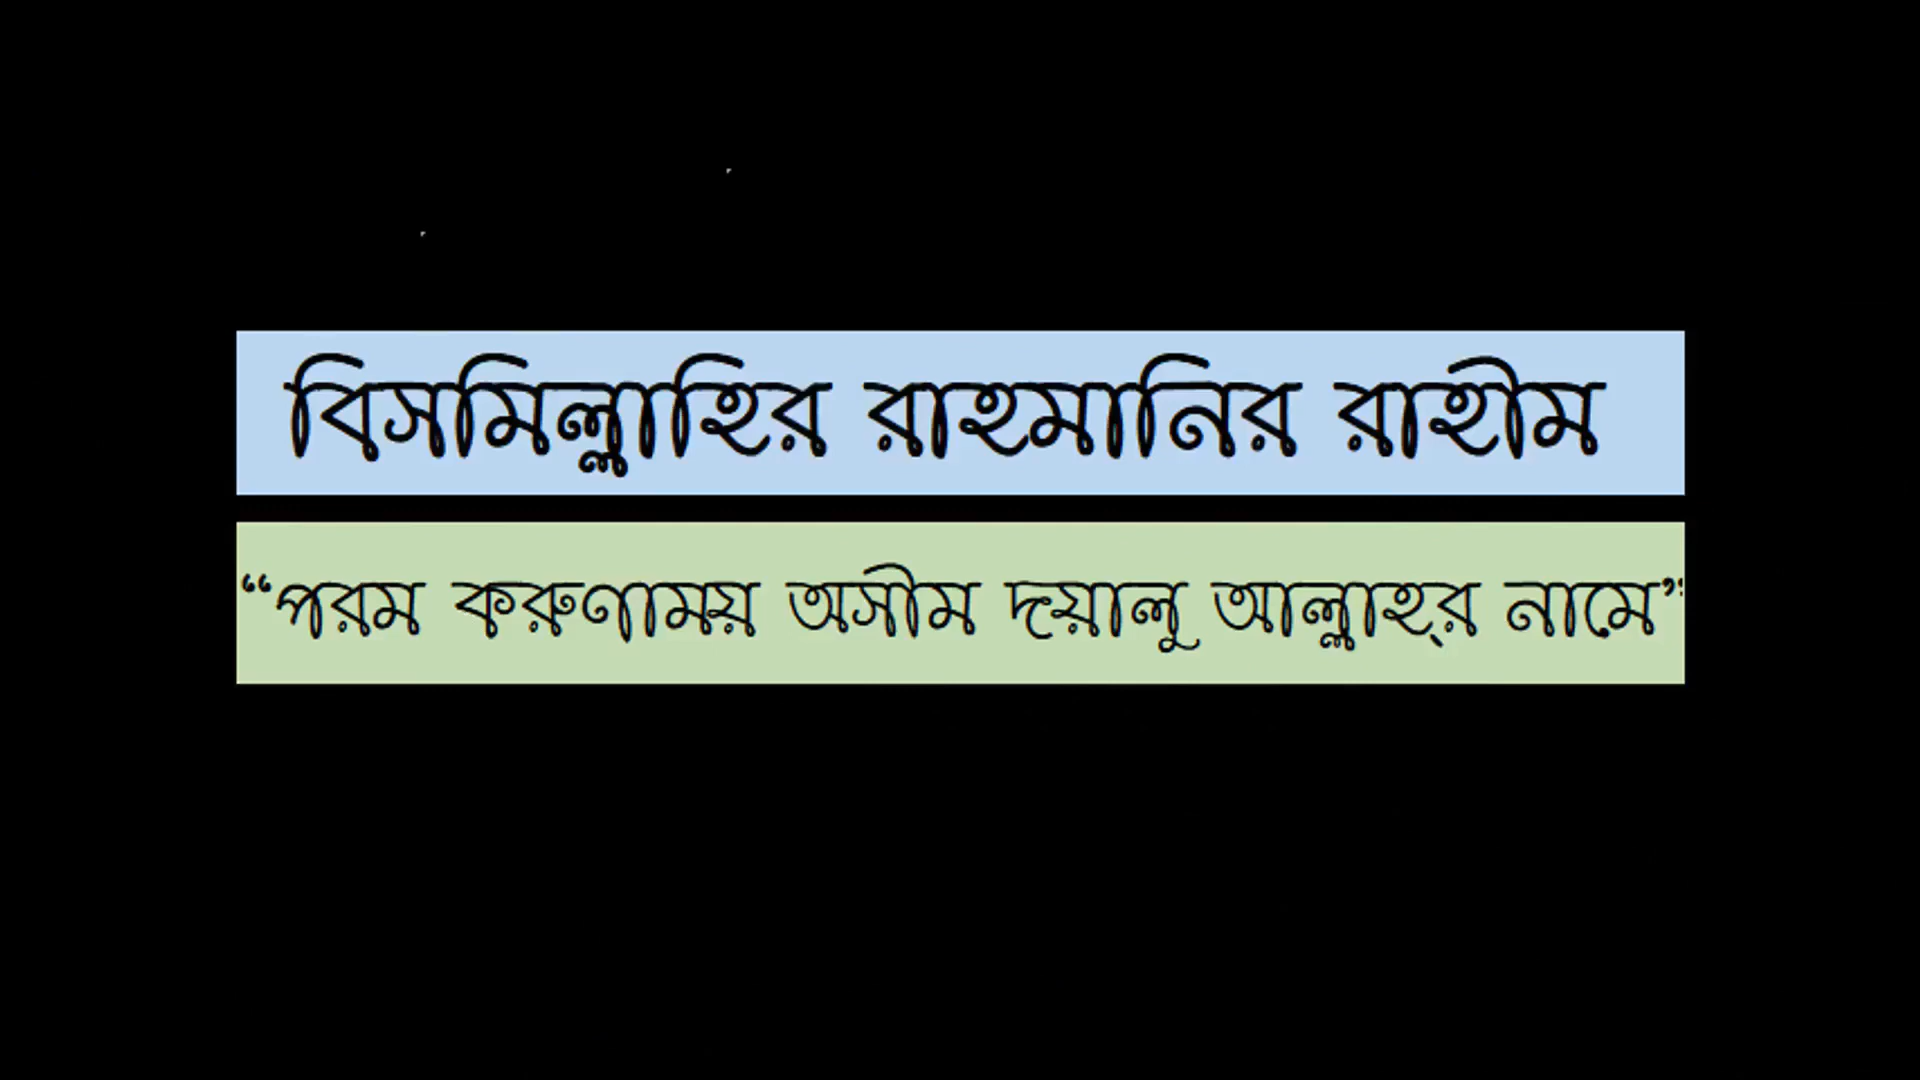 বিসমিল্লাহির রাহমানির রাহীম
“পরম করুণাময় অসীম দয়ালু আল্লাহ্‌র নামে”